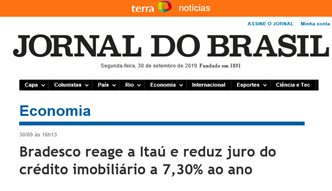 terra notícias
ASSINE O JORNAL Minha conta
JORNAL DO BRASIL
Segunda-feira, 30 de setembro de 2019 Fundado em 1891
Capa Colunistas País Rio Economia Internacional Esportes Ciência e Tec
Economia
30/09 às 16h13
Bradesco reage a Itaú e reduz juro do
crédito imobiliário a 7,30% ao ano